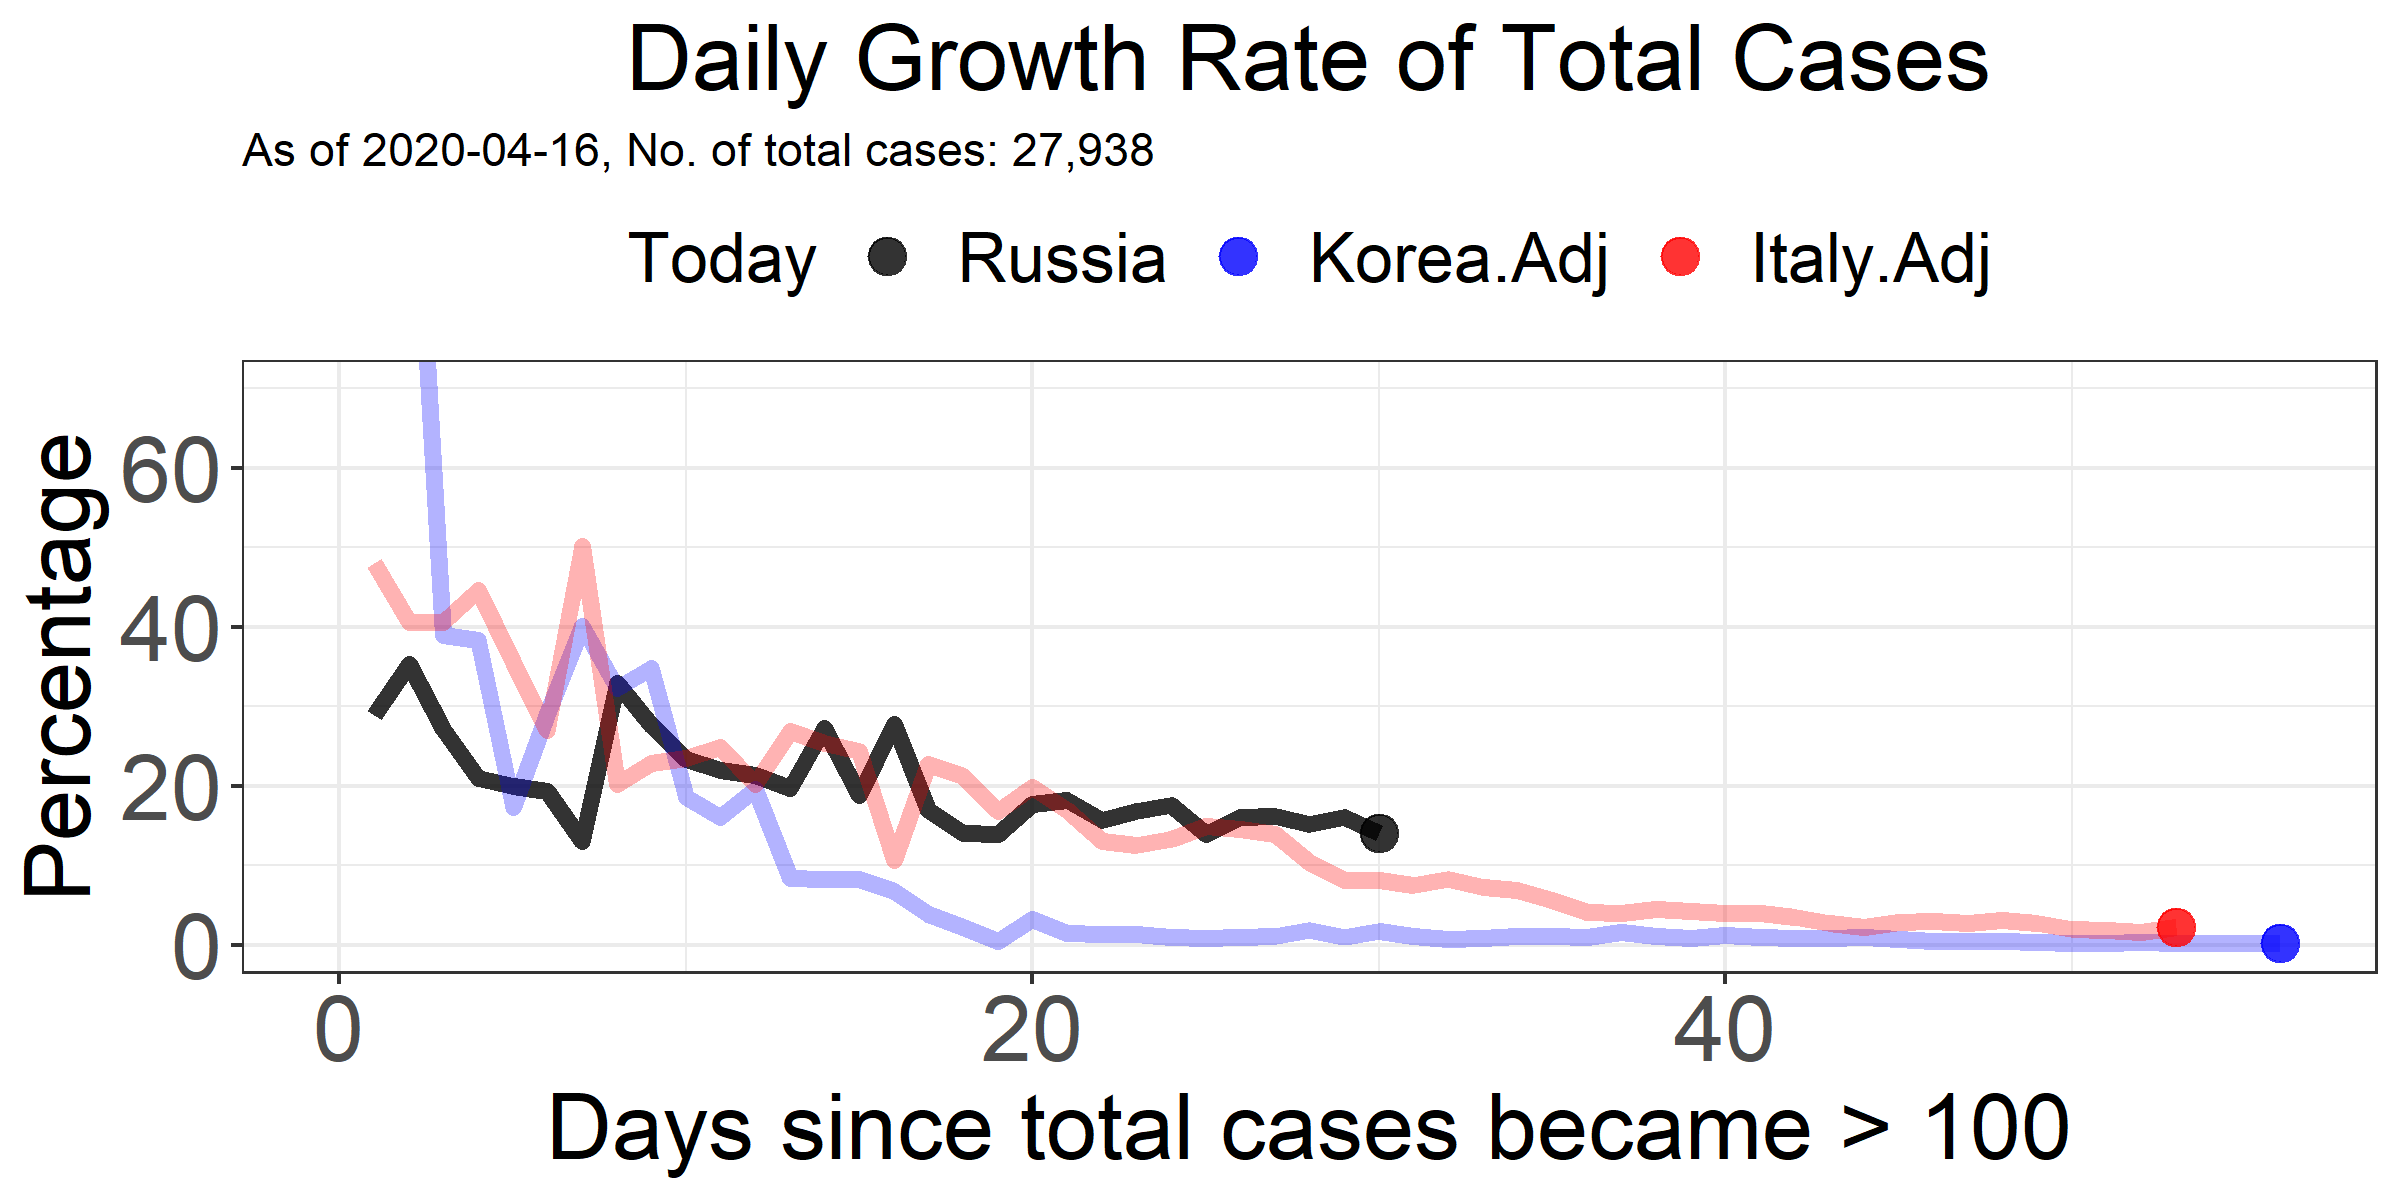 Daily Growth Rate of Total Cases
As of 2020-04-16, No. of total cases: 27,938
Today Russia Korea.Adj Italy.Adj
Percentage
60
40
20
0
0 20 40
Days since total cases became > 100